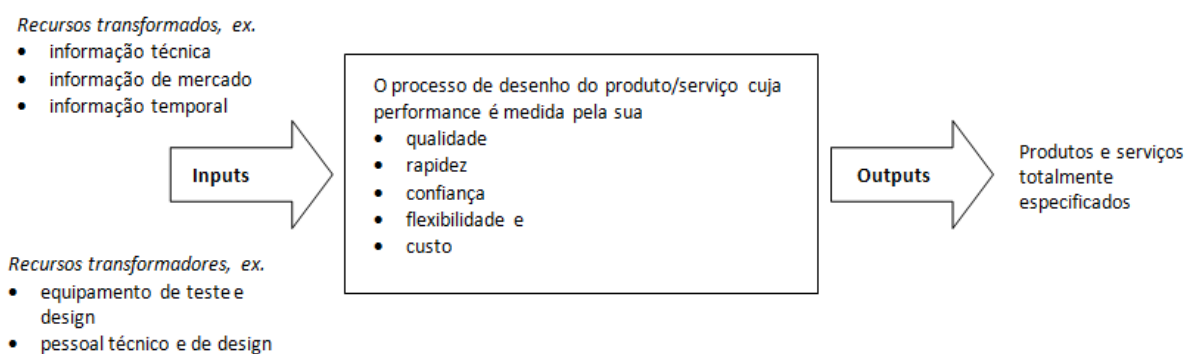 Recursos transformados, ex.
• informação técnica
• informação de mercado
• informação temporal
Inputs
Recursos transformadores, ex.
• equipamento de teste e
design
• pessoal técnico e de design
O processo de desenho do produto/serviço cuja
performance é medida pela sua
• qualidade
• rapidez
• confiança
• flexibilidade e
• custo
Outputs
Produtos e serviços
totalmente
especificados